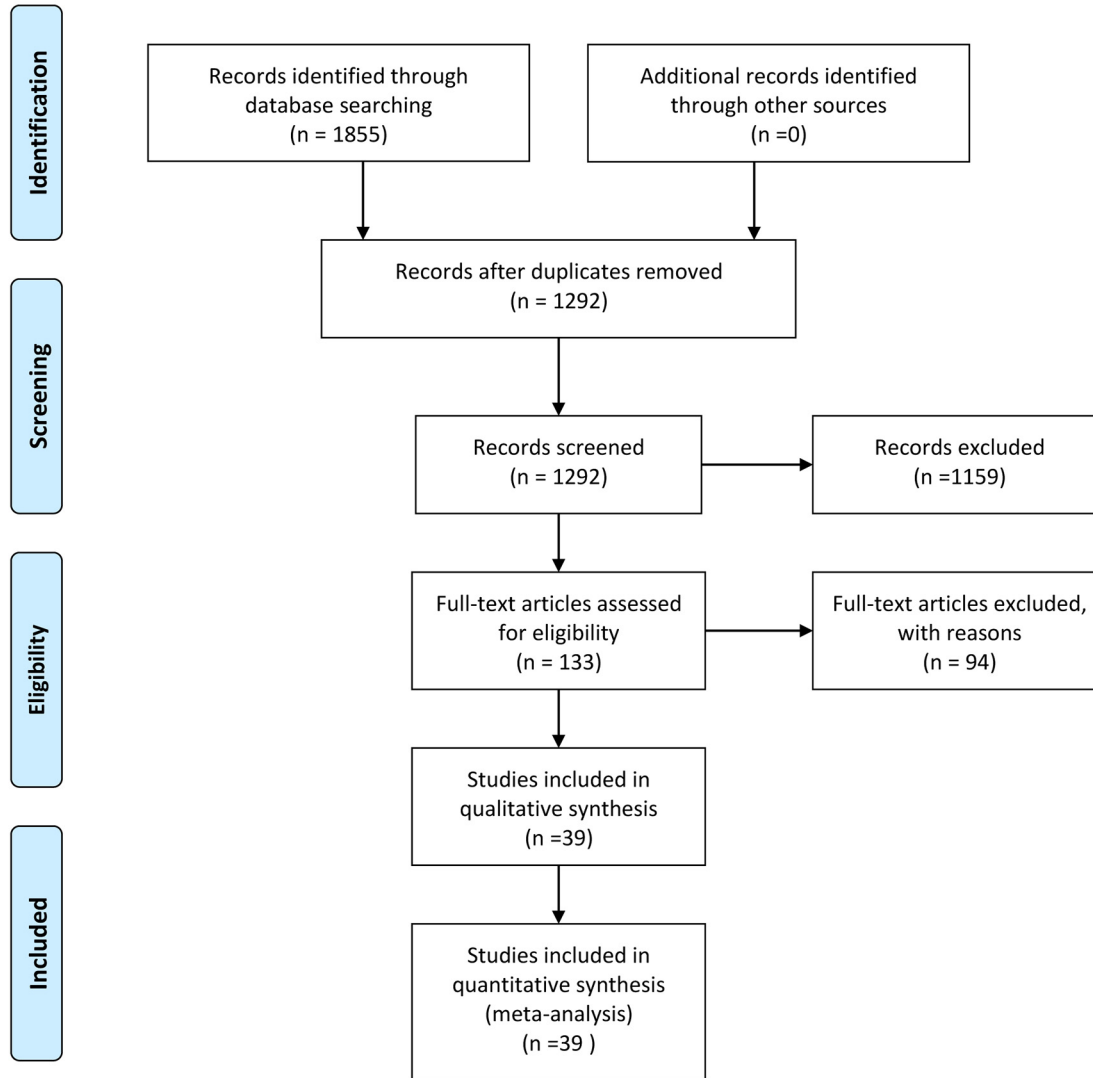 Identification
Records identified through
database searching
(n = 1855)
Additional records identified
through other sources
(n =0)
Records after duplicates removed
(n = 1292)
Screening
Records screened
(n = 1292)
Records excluded
(n =1159)
Eligibility
Full-text articles assessed
for eligibility
(n = 133)
Full-text articles excluded,
with reasons
(n = 94)
Studies included in
qualitative synthesis
(n =39)
Included
Studies included in
quantitative synthesis
(meta-analysis)
(n =39 )